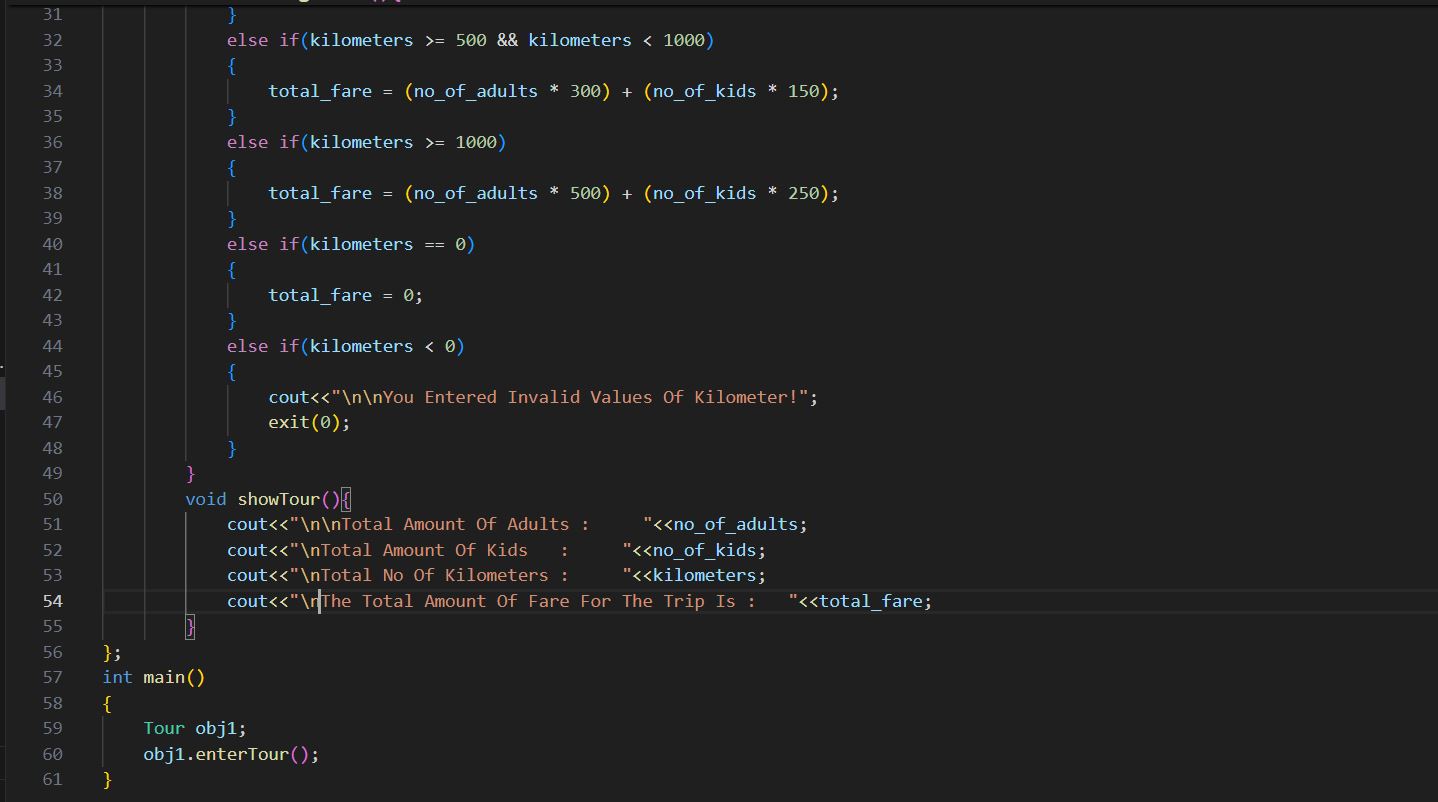 31 }
32 else if(kilometers >= 500 && kilometers < 1000)
33 {
34 total_fare = (no_of_adults * 300) + (no_of_kids * 150);
35 }
36 else if(kilometers >= 1000)
37 {
38 total_fare = (no_of_adults * 500) + (no_of_kids * 250);
39 }
40 else if(kilometers == 0)
41 {
42 total_fare = 0;
43 }
44 else if(kilometers < 0)
45 {
46 cout<<"\n\nYou Entered Invalid Values Of Kilometer!";
47 exit(0);
48 }
49 }
50 void showTour(){
51 cout<<"\n\nTotal Amount Of Adults :     "<<no_of_adults;
52 cout<<"\nTotal Amount Of Kids   :     "<<no_of_kids;
53 cout<<"\nTotal No Of Kilometers :     "<<kilometers;
54 cout<<"\nThe Total Amount Of Fare For The Trip Is :   "<<total_fare;
55 }
56 };
57 int main()
58 {
59 Tour obj1;
60 obj1.enterTour();
61 }